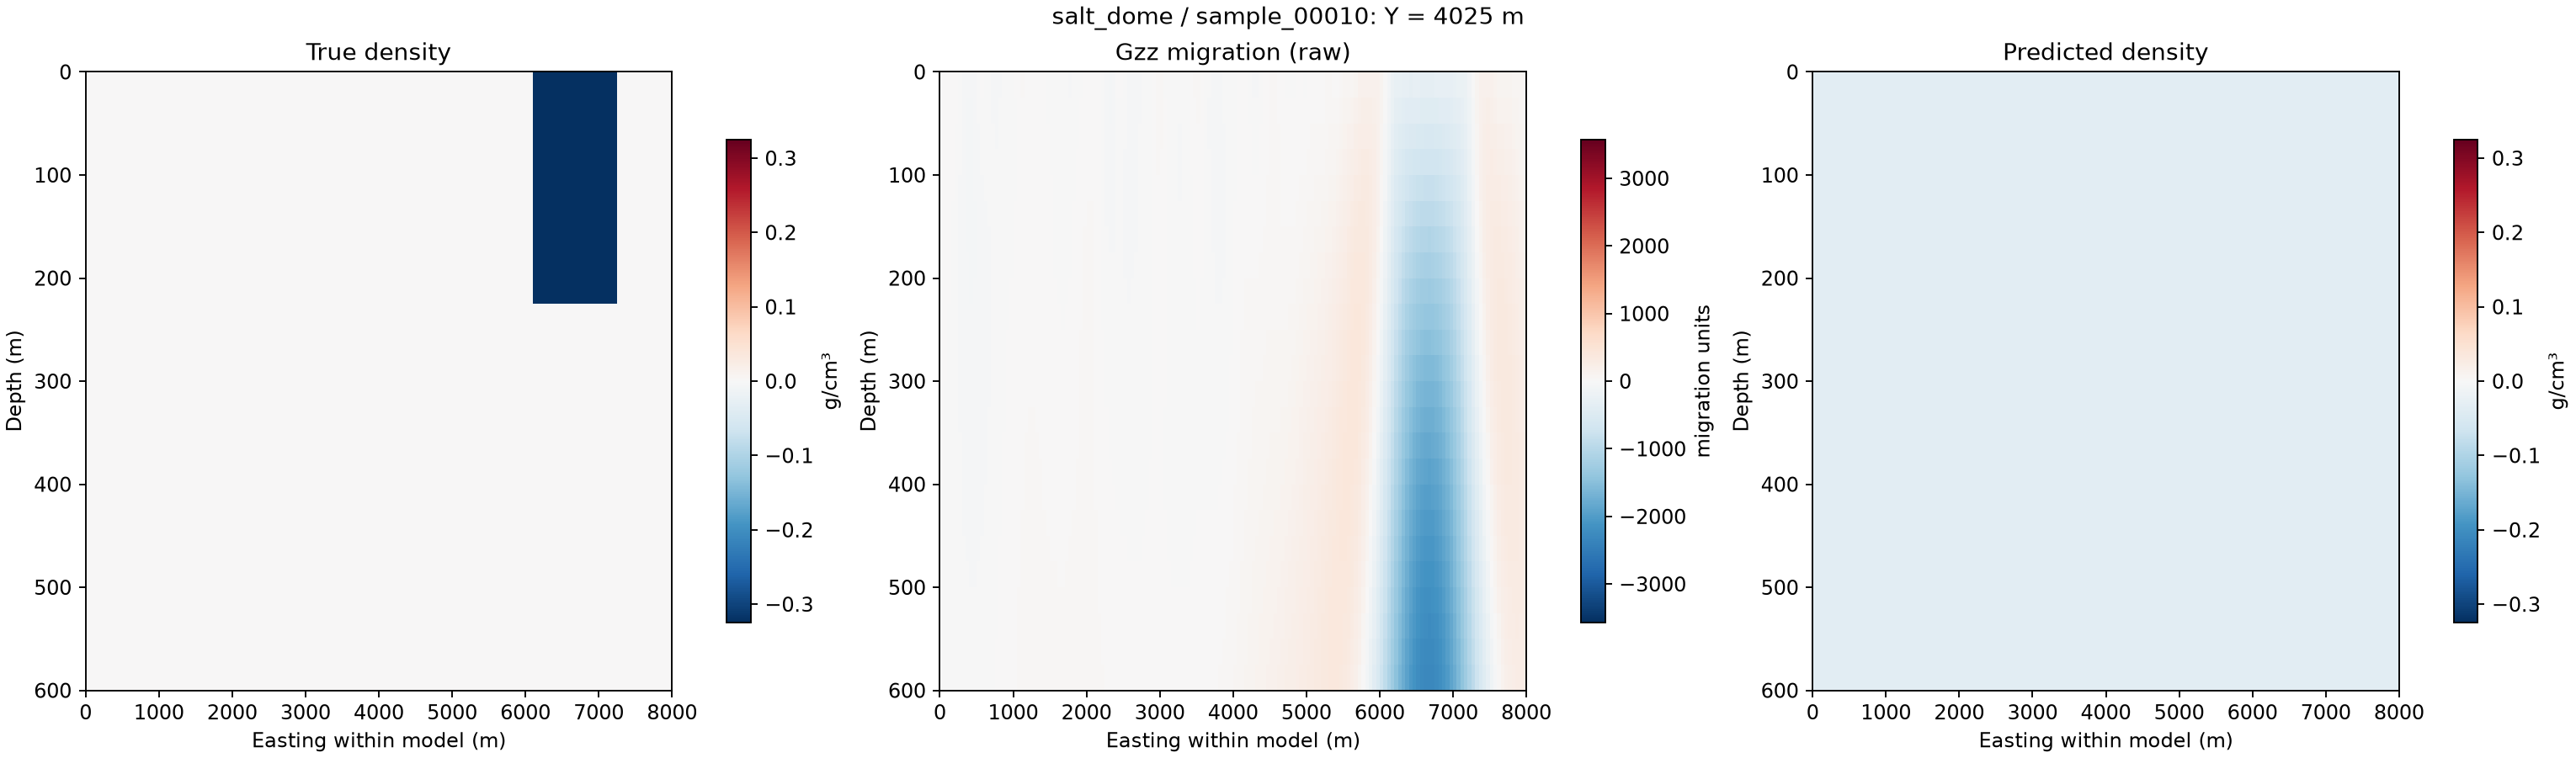 salt_dome / sample_00010: Y = 4025 m
True density
0
100
200
300
400
500
600
Depth (m)
0 1000 2000 3000 4000 5000 6000 7000 8000
Easting within model (m)
0.3
0.2
0.1
0.0
−0.1
−0.2
−0.3
g/cm³
Gzz migration (raw)
0
100
200
300
400
500
600
Depth (m)
0 1000 2000 3000 4000 5000 6000 7000 8000
Easting within model (m)
3000
2000
1000
0
−1000
−2000
−3000
migration units
Predicted density
0
100
200
300
400
500
600
Depth (m)
0 1000 2000 3000 4000 5000 6000 7000 8000
Easting within model (m)
0.3
0.2
0.1
0.0
−0.1
−0.2
−0.3
g/cm³